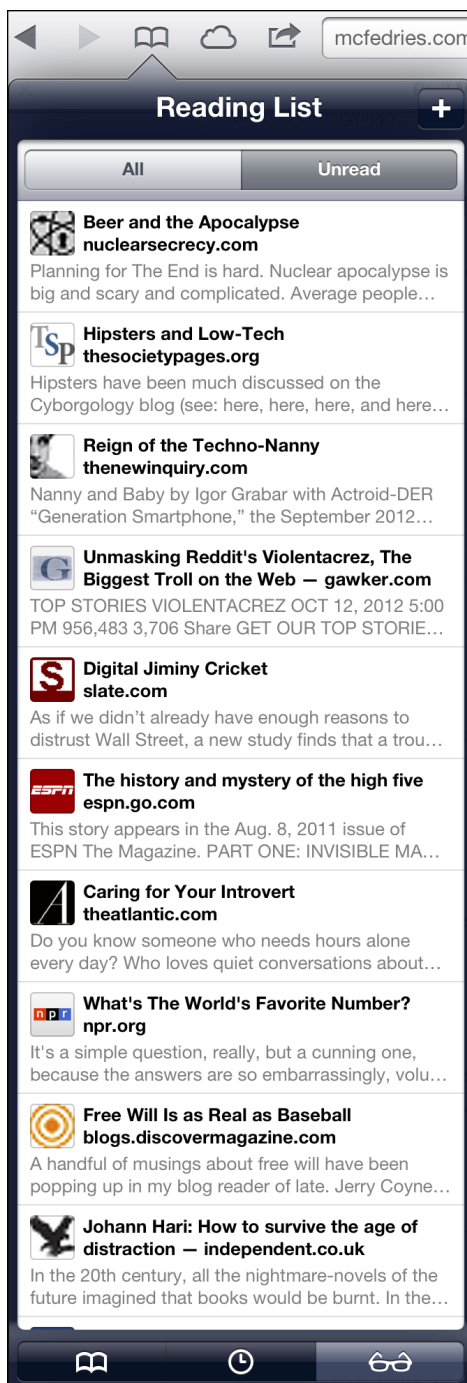 mcfedries.com
Reading List
+
All
Unread
Beer and the Apocalypse
nuclearsecrecy.com
Planning for The End is hard. Nuclear apocalypse is
big and scary and complicated. Average people…
TSP
Hipsters and Low-Tech
thesocietypages.org
Hipsters have been much discussed on the
Cyborgology blog (see: here, here, here, and here…
Reign of the Techno-Nanny
thenewinquiry.com
Nanny and Baby by Igor Grabar with Actroid-DER
“Generation Smartphone,” the September 2012…
G
Unmasking Reddit's Violentacrez, The
Biggest Troll on the Web — gawker.com
TOP STORIES VIOLENTACREZ OCT 12, 2012 5:00
PM 956,483 3,706 Share GET OUR TOP STORIE…
S
Digital Jiminy Cricket
slate.com
As if we didn’t already have enough reasons to
distrust Wall Street, a new study finds that a trou…
ESPN
The history and mystery of the high five
espn.go.com
This story appears in the Aug. 8, 2011 issue of
ESPN The Magazine. PART ONE: INVISIBLE MA…
A
Caring for Your Introvert
theatlantic.com
Do you know someone who needs hours alone
every day? Who loves quiet conversations about…
npr
What's The World's Favorite Number?
npr.org
It's a simple question, really, but a cunning one,
because the answers are so embarrassingly, volu…
Free Will Is as Real as Baseball
blogs.discovermagazine.com
A handful of musings about free will have been
popping up in my blog reader of late. Jerry Coyne…
Johann Hari: How to survive the age of
distraction — independent.co.uk
In the 20th century, all the nightmare-novels of the
future imagined that books would be burnt. In the…